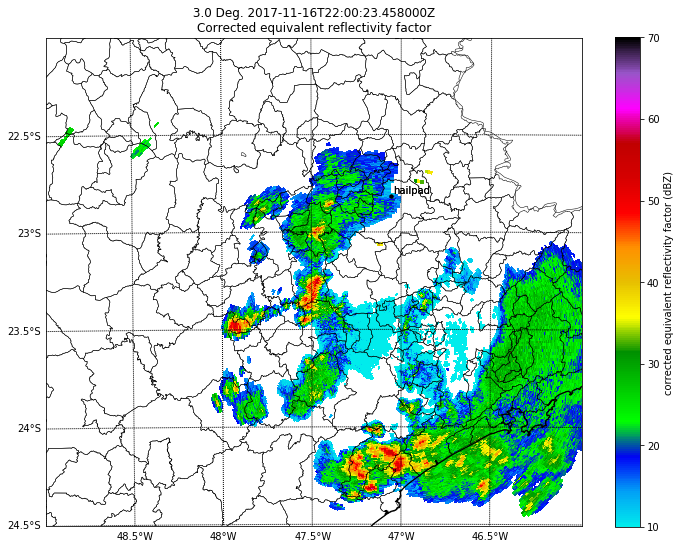 3.0 Deg. 2017-11-16T22:00:23.458000Z
Corrected equivalent reflectivity factor
22.5°S
23°S
23.5°S
24°S
24.5°S
48.5°W
48°W
47.5°W
47°W
46.5°W
hailpad
70
60
50
40
30
20
10
corrected equivalent reflectivity factor (dBZ)